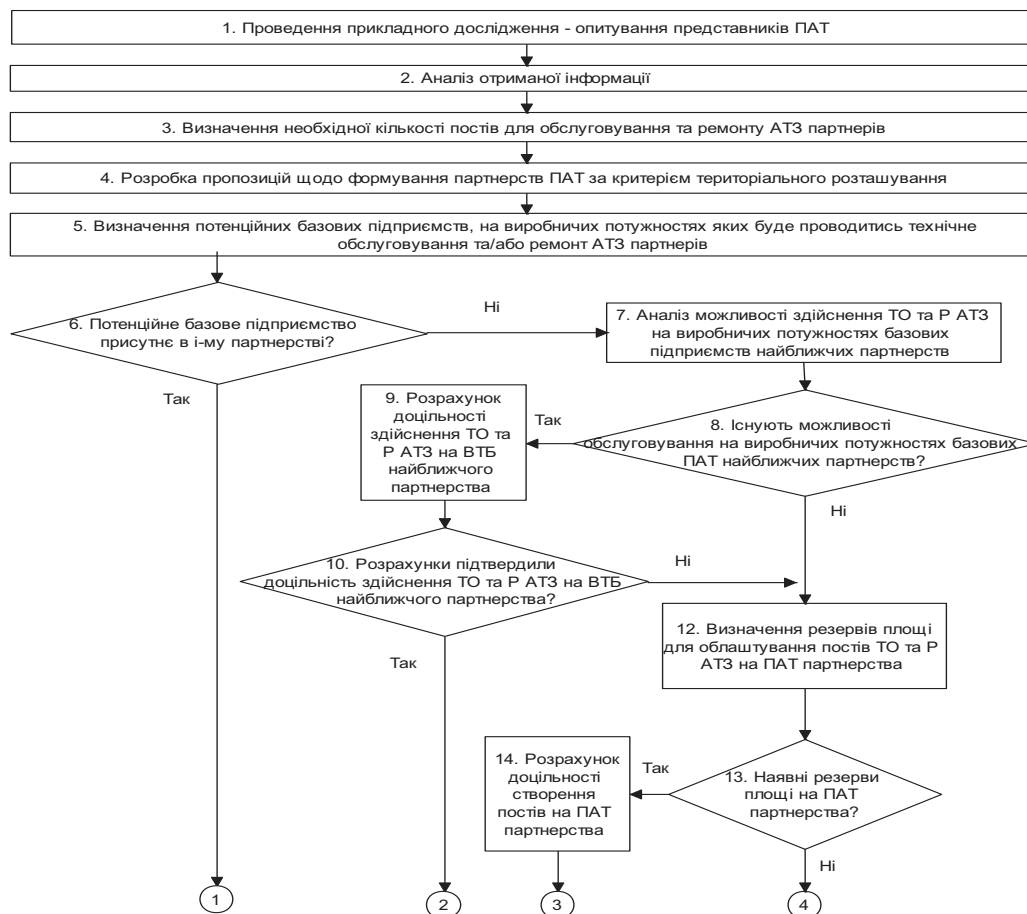 1. Проведення прикладного дослідження - опитування представників ПАТ
2. Аналіз отриманої інформації
3. Визначення необхідної кількості постів для обслуговування та ремонту АТЗ партнерів
4. Розробка пропозицій щодо формування партнерств ПАТ за критерієм територіального розташування
5. Визначення потенційних базових підприємств, на виробничих потужностях яких буде проводитись технічне
обслуговування та/або ремонт АТЗ партнерів
6. Потенційне базове підприємство
присутнє в і-му партнерстві?
Ні
Так
7. Аналіз можливості здійснення ТО та Р АТЗ
на виробничих потужностях базових
підприємств найближчих партнерств
8. Існують можливості
обслуговування на виробничих потужностях базових
ПАТ найближчих партнерств?
Так
Ні
9. Розрахунок
доцільності
здійснення ТО та
Р АТЗ на ВТБ
найближчого
партнерства
10. Розрахунки підтвердили
доцільність здійснення ТО та Р АТЗ на ВТБ
найближчого партнерства?
Ні
Так
12. Визначення резервів площі
для облаштування постів ТО та Р
АТЗ на ПАТ партнерства
13. Наявні резерви
площі на ПАТ
партнерства?
Так
Ні
14. Розрахунок
доцільності
створення
постів на ПАТ
партнерства
1
2
3
4